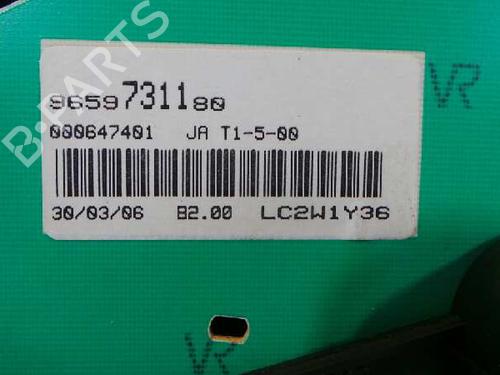 VR
9659731180
000647401 JA T1-5-00
30/03/06 B2.00 LC2W1Y36
VR
B-PARTS